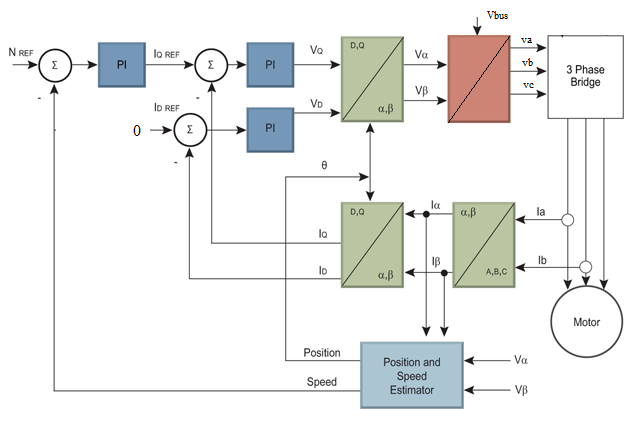 Vbus
N REF
Σ
PI
IQ REF
Σ
PI
VQ
D,Q
α,β
Vα
Vβ
va
vb
vc
3 Phase
Bridge
ID REF
0
Σ
PI
VD
-
-
-
θ
D,Q
α,β
IQ
ID
Iα
Iβ
α,β
A,B,C
Ia
Ib
Motor
Position
Speed
Position and
Speed
Estimator
Vα
Vβ